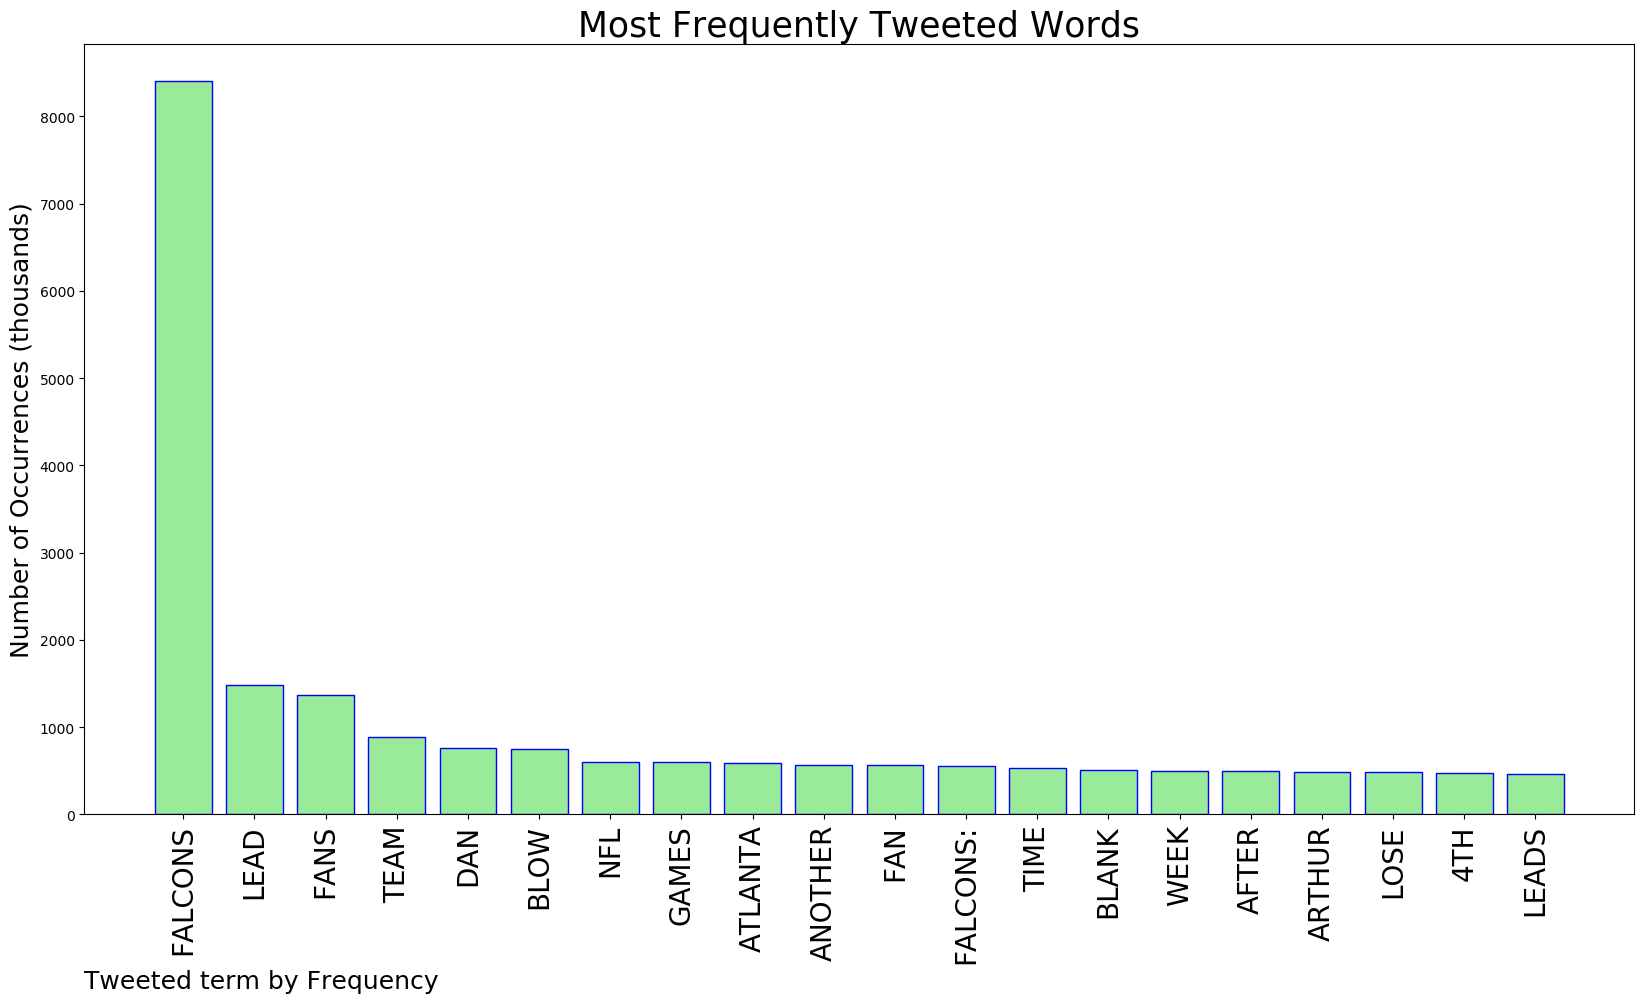 Most Frequently Tweeted Words
Number of Occurrences (thousands)
8000
7000
6000
5000
4000
3000
2000
1000
0
FALCONS
LEAD
FANS
TEAM
DAN
BLOW
NFL
GAMES
ATLANTA
ANOTHER
FAN
FALCONS:
TIME
BLANK
WEEK
AFTER
ARTHUR
LOSE
4TH
LEADS
Tweeted term by Frequency